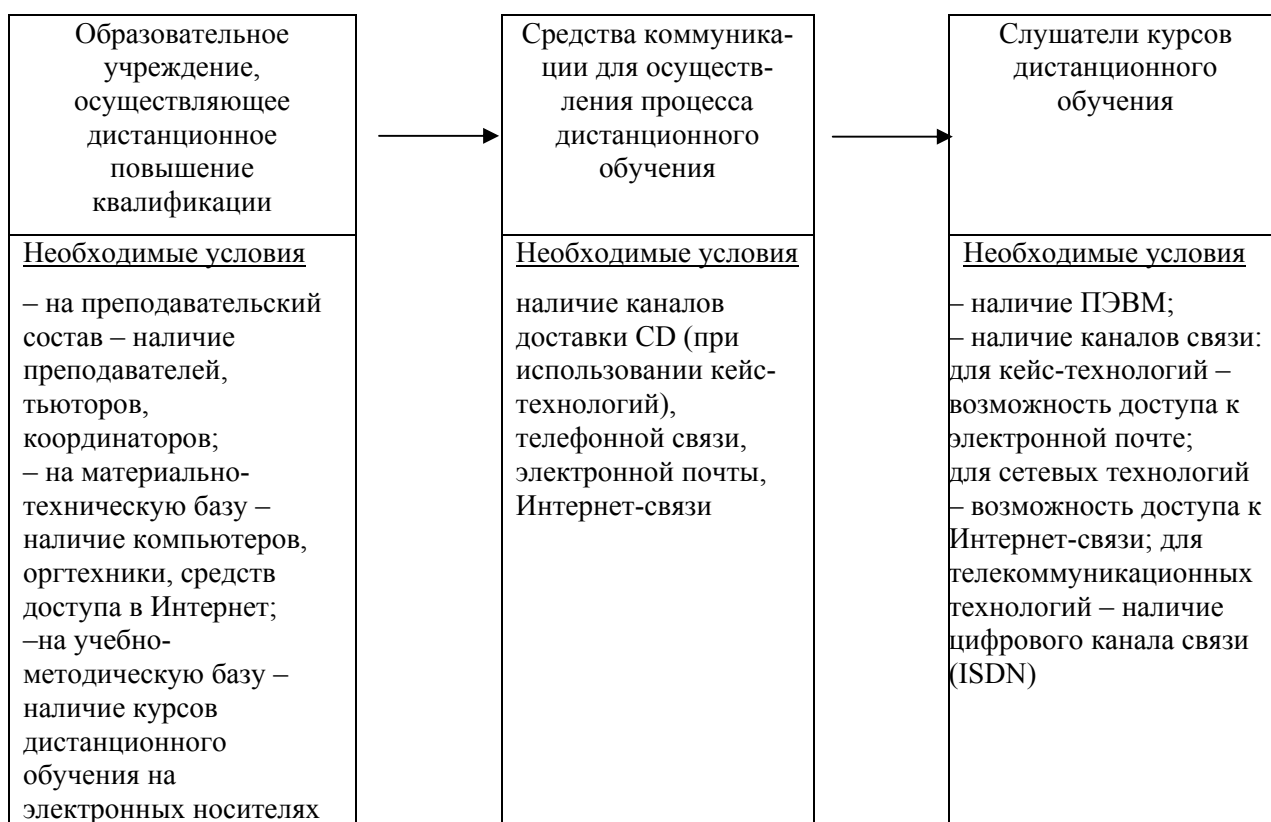 Образовательное
учреждение,
осуществляющее
дистанционное
повышение
квалификации
Необходимые условия
– на преподавательский
состав – наличие
преподавателей,
тьюторов,
координаторов;
– на материально-
техническую базу –
наличие компьютеров,
оргтехники, средств
доступа в Интернет;
–на учебно-
методическую базу –
наличие курсов
дистанционного
обучения на
электронных носителях
Средства коммуника-
ции для осуществ-
ления процесса
дистанционного
обучения
Необходимые условия
наличие каналов
доставки CD (при
использовании кейс-
технологий),
телефонной связи,
электронной почты,
Интернет-связи
Слушатели курсов
дистанционного
обучения
Необходимые условия
– наличие ПЭВМ;
– наличие каналов связи:
для кейс-технологий –
возможность доступа к
электронной почте;
для сетевых технологий
– возможность доступа к
Интернет-связи; для
телекоммуникационных
технологий – наличие
цифрового канала связи
(ISDN)